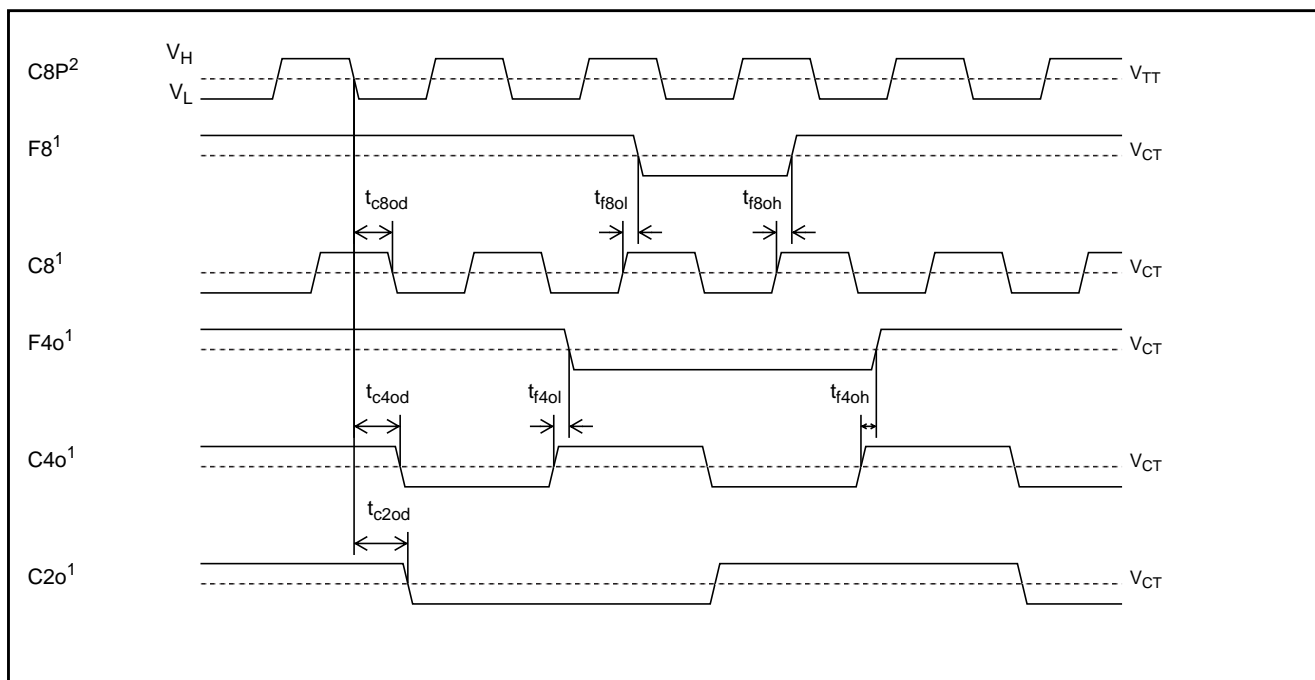 V_H
C8P²
V_L
V_TT
F8¹
V_CT
t_c8od
t_f8ol
t_f8oh
C8¹
V_CT
F4o¹
V_CT
t_c4od
t_f4ol
t_f4oh
C4o¹
V_CT
t_c2od
C2o¹
V_CT